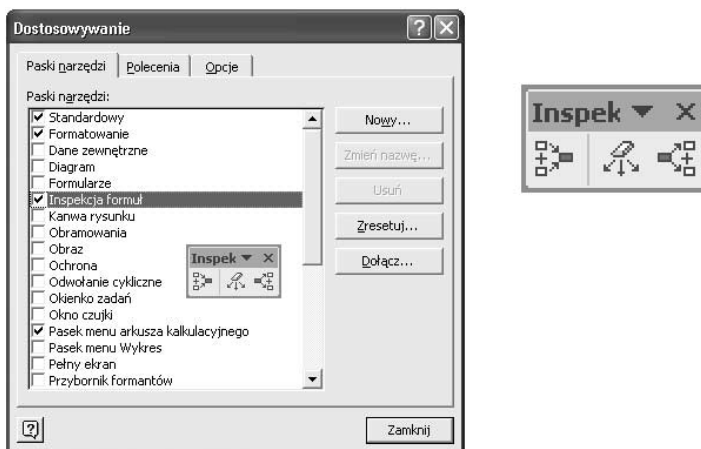 Dostosowywanie
Paski narzędzi Polecenia Opcje
Paski narzędzi:
Standardowy
Formatowanie
Dane zewnętrzne
Diagram
Formularze
Inspekcja formuł
Kanwa rysunku
Obramowania
Obraz
Ochrona
Odwołanie cykliczne
Okienko zadań
Okno czujki
Pasek menu arkusza kalkulacyjnego
Pasek menu Wykres
Pełny ekran
Przybornik formantów
Inspek
Nowy...
Zmień nazwę...
Usuń
Zresetuj...
Dołącz...
Zamknij
Inspek